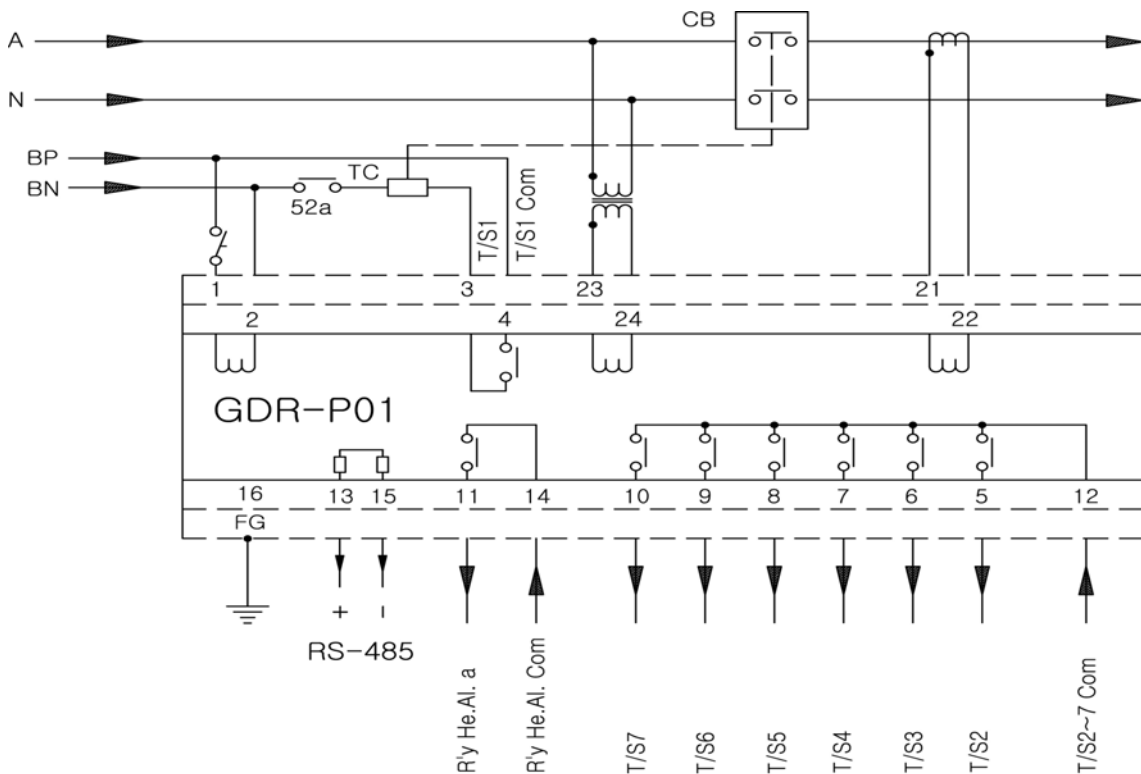 CB
A
N
BP
BN
TC
52a
T/S1
T/S1 Com
1 3 23 21
2 4 24 22
GDR-P01
16 13 15 11 14 10 9 8 7 6 5 12
FG
+ -
RS-485
R'y He.Al. a
R'y He.Al. Com
T/S7
T/S6
T/S5
T/S4
T/S3
T/S2
T/S2~7 Com